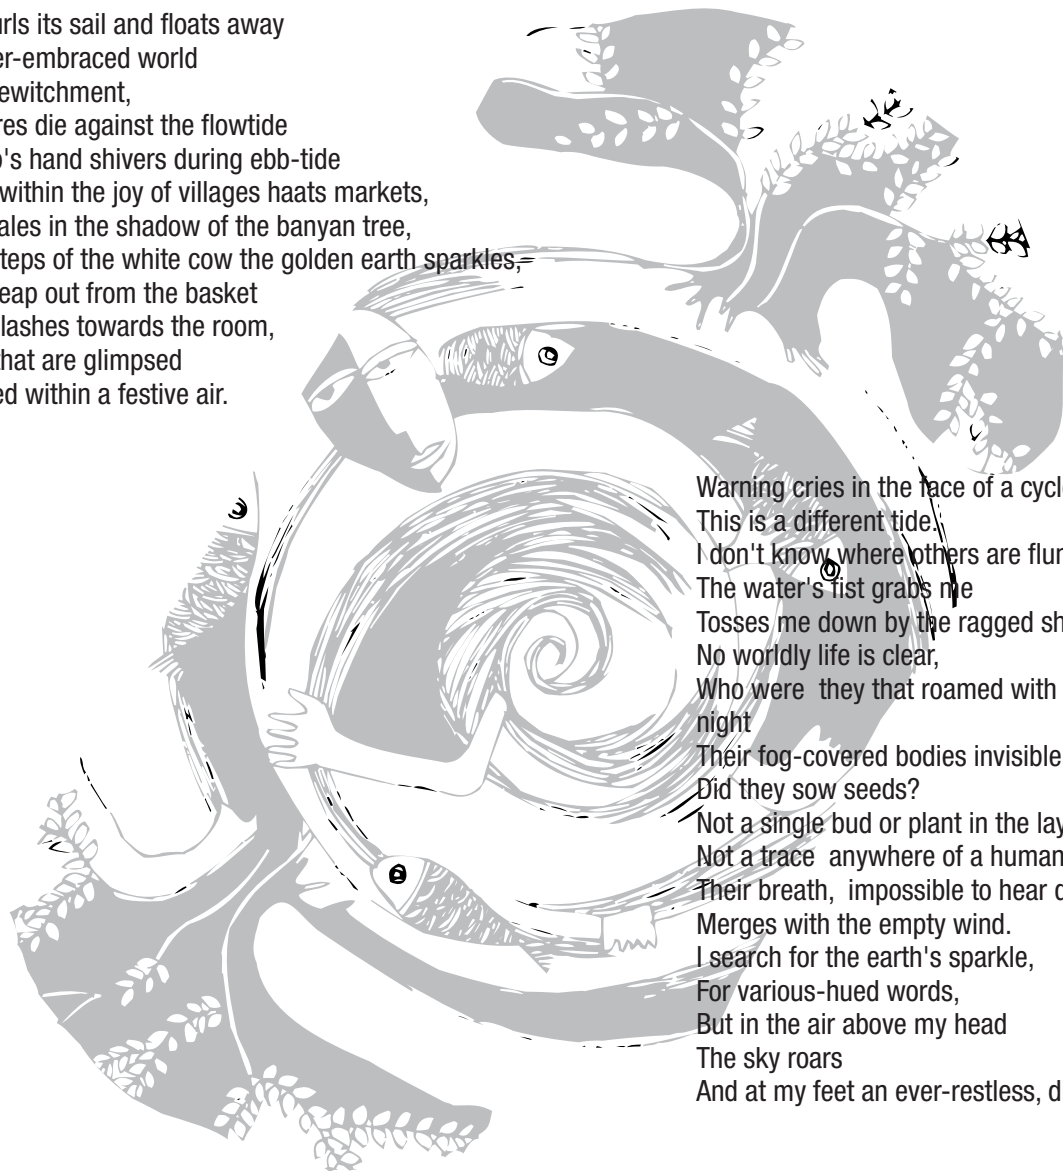 urls its sail and floats away
er-embraced world
ewitchment,
res die against the flowtide
o's hand shivers during ebb-tide
within the joy of villages haats markets,
ales in the shadow of the banyan tree,
teps of the white cow the golden earth sparkles,
eap out from the basket
lashes towards the room,
that are glimpsed
ed within a festive air.
Warning cries in the face of a cycl
This is a different tide.
I don't know where others are flun
The water's fist grabs me
Tosses me down by the ragged sh
No worldly life is clear,
Who were they that roamed with
night
Their fog-covered bodies invisible
Did they sow seeds?
Not a single bud or plant in the lay
Not a trace anywhere of a human
Their breath, impossible to hear
Merges with the empty wind.
I search for the earth's sparkle,
For various-hued words,
But in the air above my head
The sky roars
And at my feet an ever-restless, d